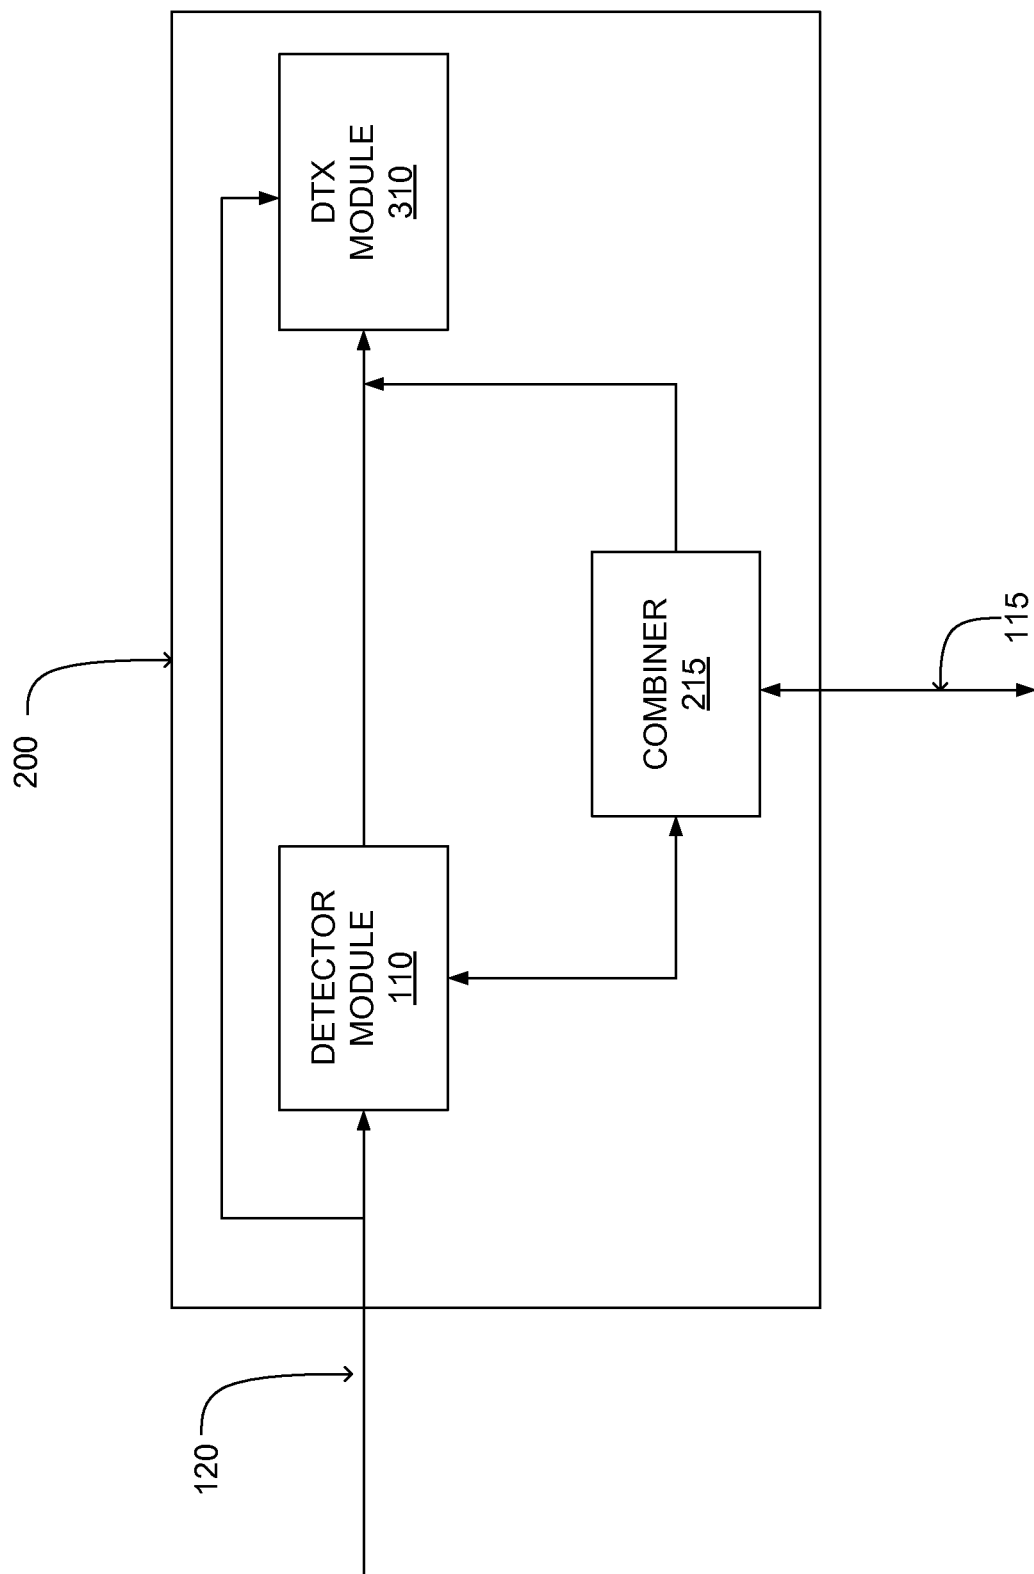 200
DTX
MODULE
310
DETECTOR
MODULE
110
COMBINER
215
115
120